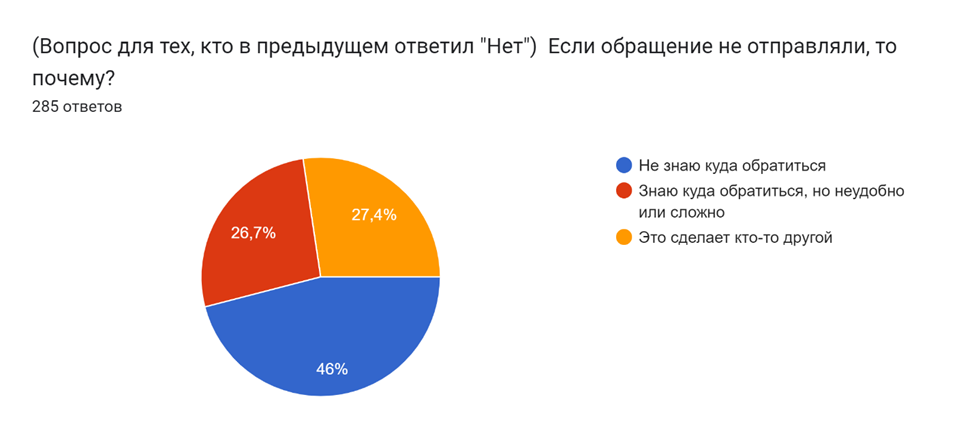 (Вопрос для тех, кто в предыдущем ответил "Нет")  Если обращение не отправляли, то
почему?
285 ответов
Не знаю куда обратиться
Знаю куда обратиться, но неудобно
или сложно
Это сделает кто-то другой
27,4%
26,7%
46%